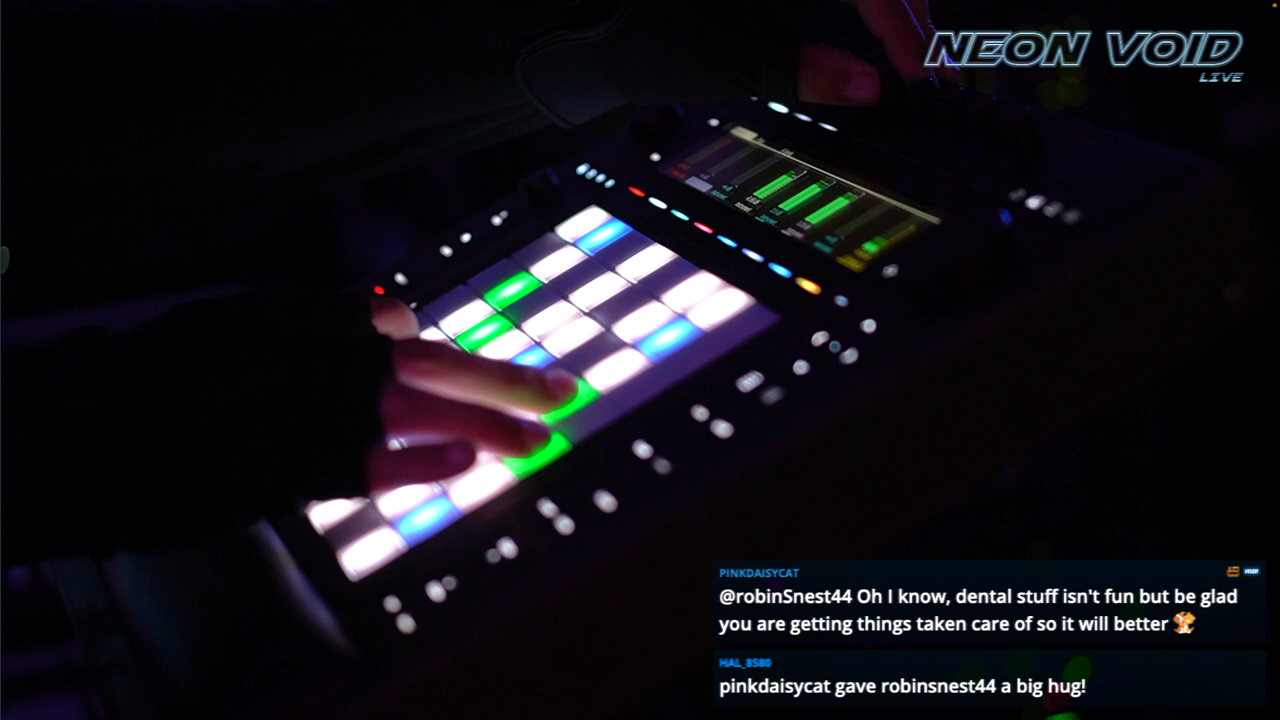 NEON VOID
LIVE
PINKDAISYCAT
@robinSnest44 Oh I know, dental stuff isn't fun but be glad
you are getting things taken care of so it will better
HAL_8580
pinkdaisycat gave robinsnest44 a big hug!